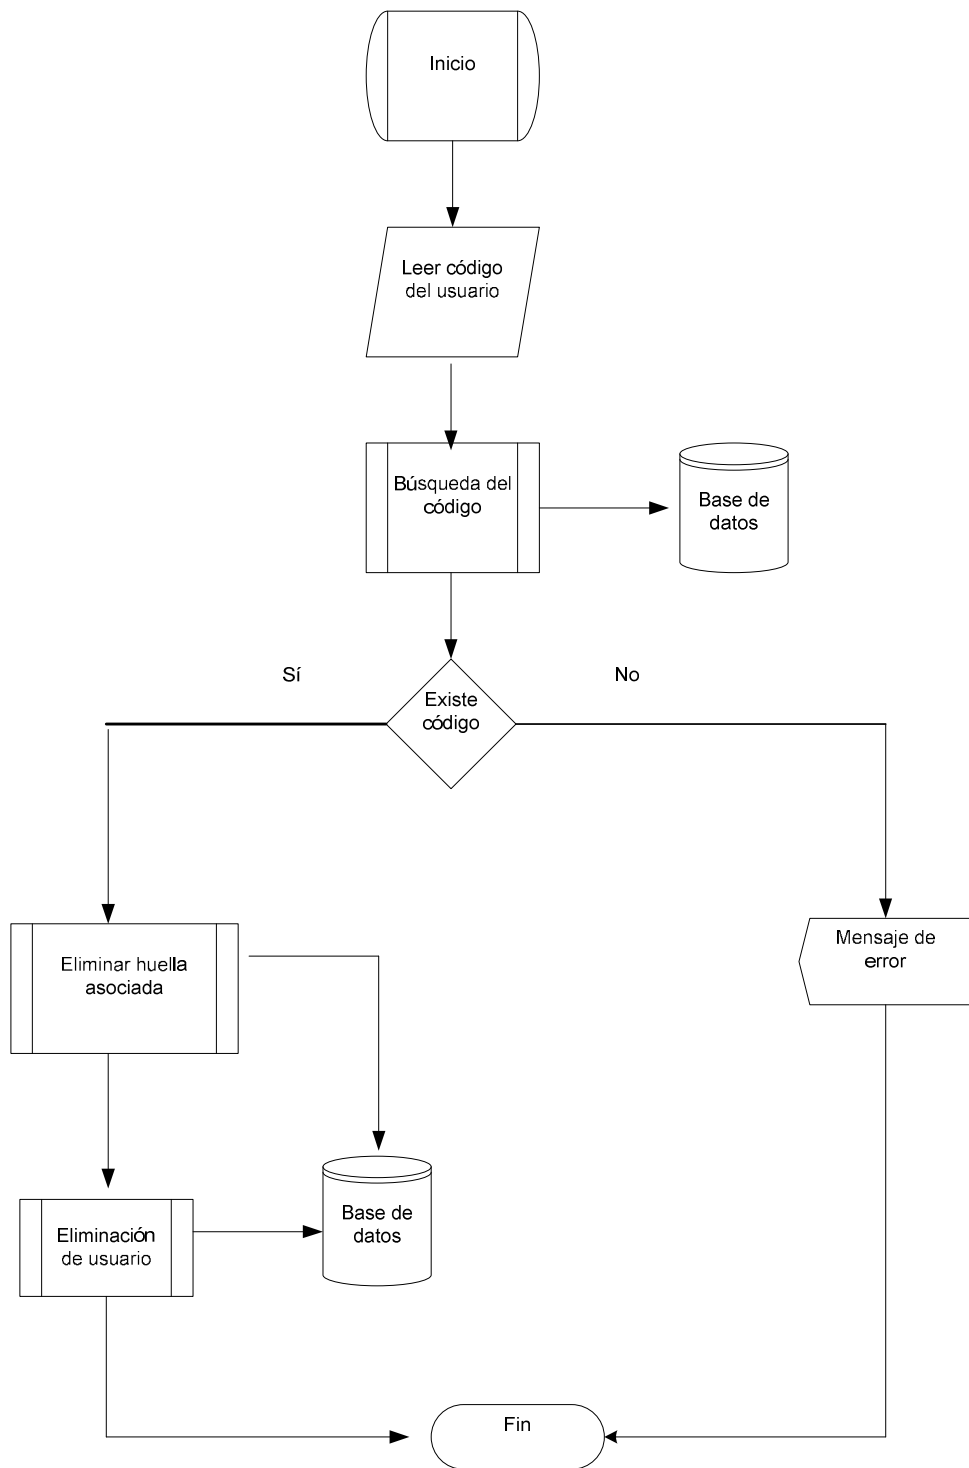 Inicio
Leer código
del usuario
Búsqueda del
código
Base de
datos
Sí
No
Existe
código
Eliminar huella
asociada
Mensaje de
error
Base de
datos
Eliminación
de usuario
Fin